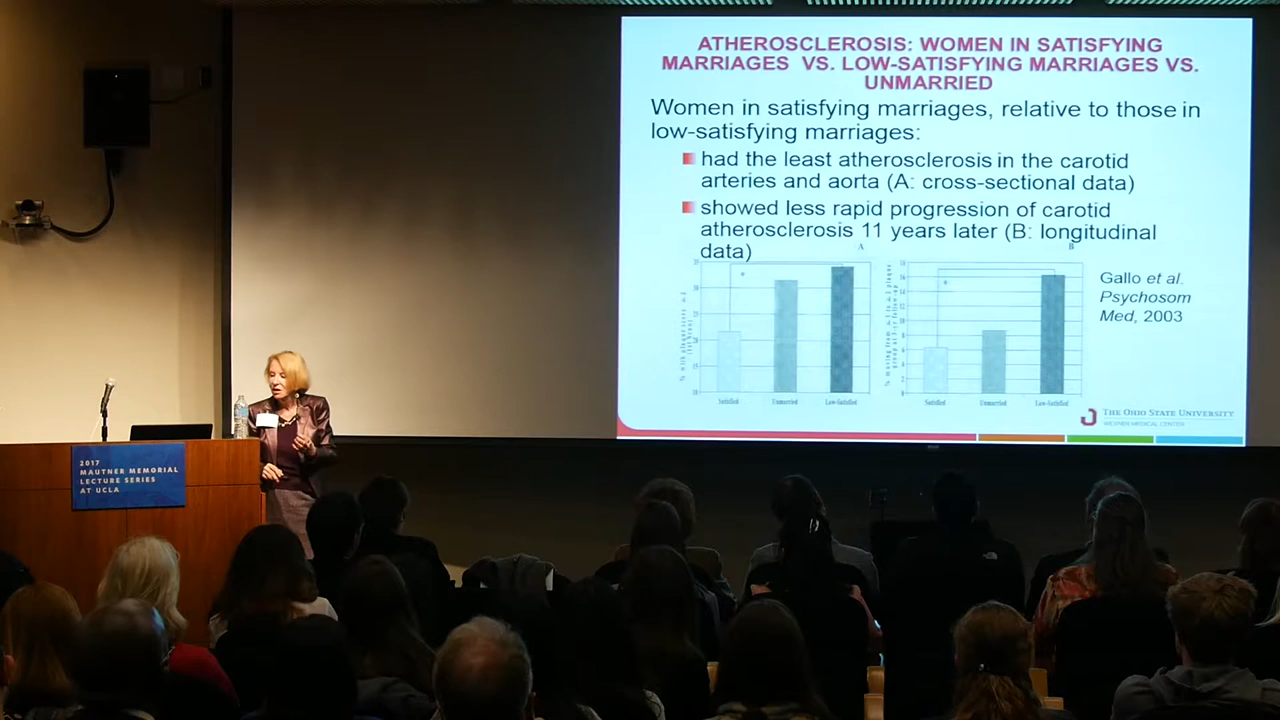 ATHEROSCLEROSIS: WOMEN IN SATISFYING
MARRIAGES VS. LOW-SATISFYING MARRIAGES VS.
UNMARRIED
Women in satisfying marriages, relative to those in
low-satisfying marriages:
had the least atherosclerosis in the carotid
arteries and aorta (A: cross-sectional data)
showed less rapid progression of carotid
atherosclerosis 11 years later (B: longitudinal
data)
A
B
Gallo et al.
Psychosom
Med, 2003
Satisfied Unmarried Low-Satisfied
Satisfied Unmarried Low-Satisfied
THE OHIO STATE UNIVERSITY
WEXNER MEDICAL CENTER
2017
MAUTNER MEMORIAL
LECTURE SERIES
AT UCLA